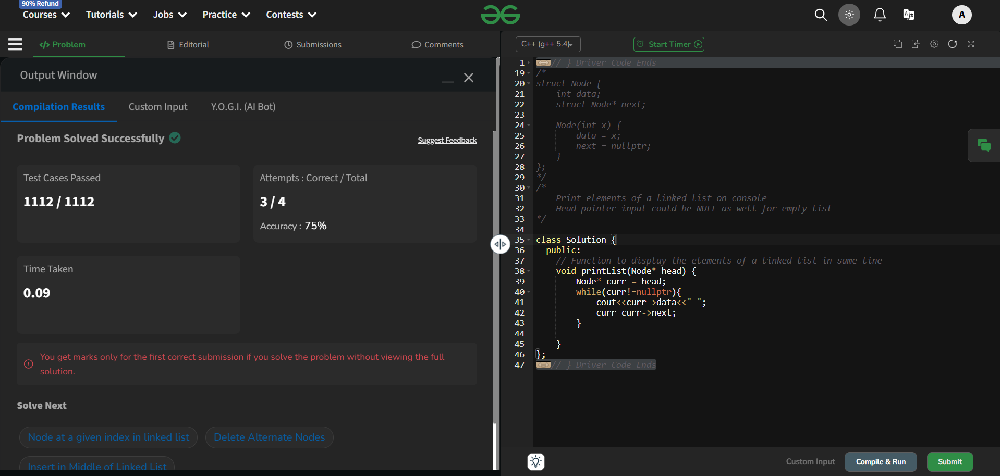 90% Refund
Courses Tutorials Jobs Practice Contests
A
</> Problem Editorial Submissions Comments
Output Window
Compilation Results Custom Input Y.O.G.I. (AI Bot)
Problem Solved Successfully
Suggest Feedback
Test Cases Passed
1112 / 1112
Attempts : Correct / Total
3 / 4
Accuracy : 75%
Time Taken
0.09
You get marks only for the first correct submission if you solve the problem without viewing the full
solution.
Solve Next
Node at a given index in linked list Delete Alternate Nodes
Insert in Middle of Linked List
C++ (g++ 5.4) Start Timer
1 // } Driver Code Ends
19 /*
20 struct Node {
21     int data;
22     struct Node* next;
23
24     Node(int x) {
25         data = x;
26         next = nullptr;
27     }
28 };
29 */
30 /*
31     Print elements of a linked list on console
32     Head pointer input could be NULL as well for empty list
33 */
34
35 class Solution {
36   public:
37     // Function to display the elements of a linked list in same line
38     void printList(Node* head) {
39         Node* curr = head;
40         while(curr!=nullptr){
41             cout<<curr->data<<" ";
42             curr=curr->next;
43         }
44
45     }
46 };
47 // } Driver Code Ends
Custom Input Compile & Run Submit